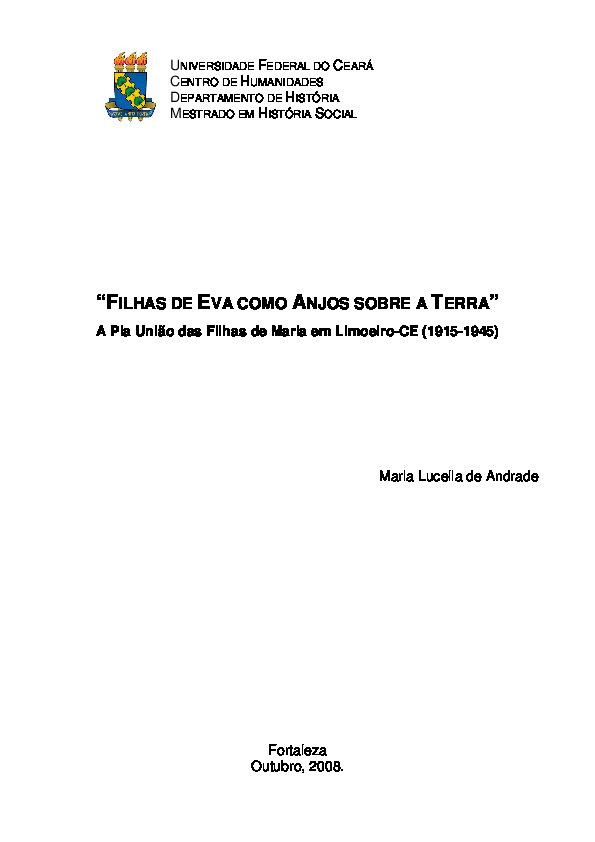 UNIVERSIDADE FEDERAL DO CEARÁ
CENTRO DE HUMANIDADES
DEPARTAMENTO DE HISTÓRIA
MESTRADO EM HISTÓRIA SOCIAL
“FILHAS DE EVA COMO ANJOS SOBRE A TERRA”
A Pia União das Filhas de Maria em Limoeiro-CE (1915-1945)
Maria Lucelia de Andrade
Fortaleza
Outubro, 2008.